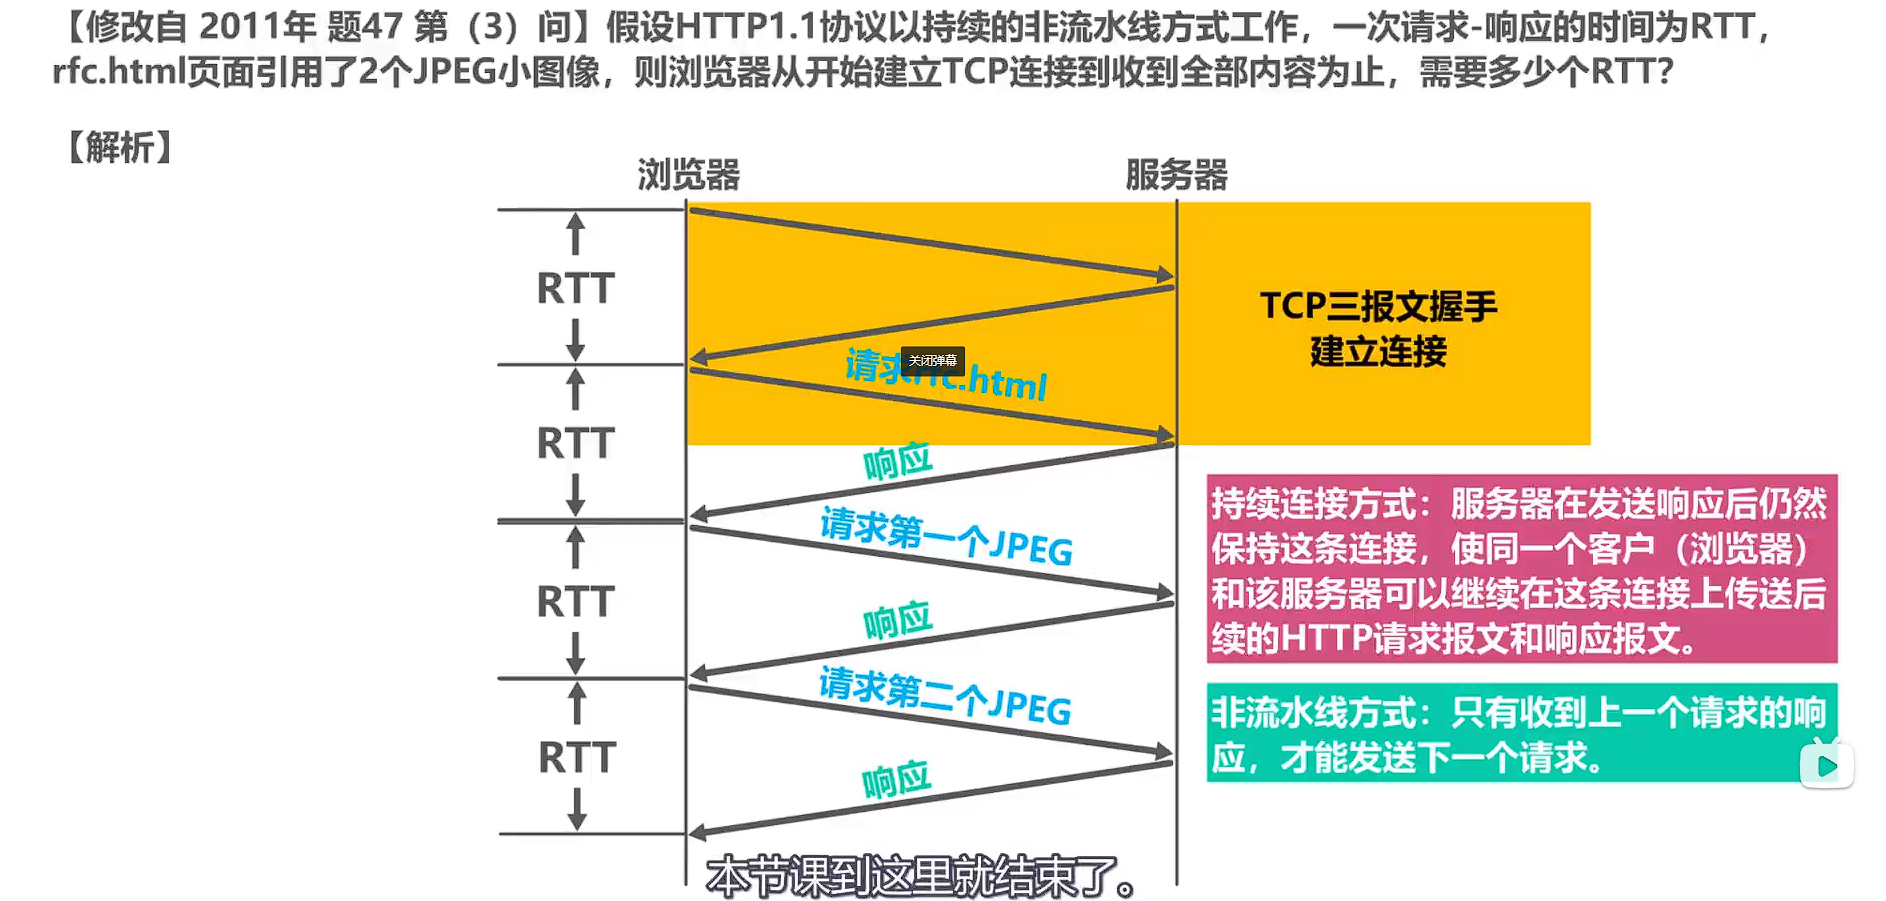 【修改自 2011年 题47 第（3）问】假设HTTP1.1协议以持续的非流水线方式工作，一次请求-响应的时间为RTT，
rfc.html页面引用了2个JPEG小图像，则浏览器从开始建立TCP连接到收到全部内容为止，需要多少个RTT？
【解析】
浏览器
服务器
RTT
TCP三报文握手
建立连接
关闭弹幕
请求rfc.html
RTT
响应
持续连接方式：服务器在发送响应后仍然
保持这条连接，使同一个客户（浏览器）
和该服务器可以继续在这条连接上传送后
续的HTTP请求报文和响应报文。
请求第一个JPEG
RTT
响应
请求第二个JPEG
非流水线方式：只有收到上一个请求的响
应，才能发送下一个请求。
RTT
响应
本节课到这里就结束了。